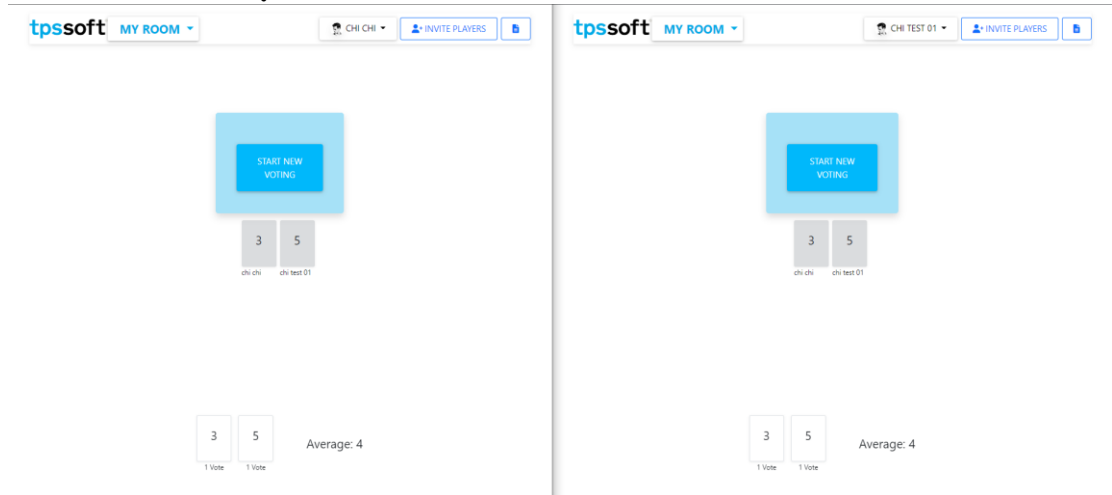 tpssoft MY ROOM CHI CHI INVITE PLAYERS
START NEW
VOTING
3 5
chi chi chi test 01
3 5 Average: 4
1 Vote 1 Vote
tpssoft MY ROOM CHI TEST 01 INVITE PLAYERS
START NEW
VOTING
3 5
chi chi chi test 01
3 5 Average: 4
1 Vote 1 Vote